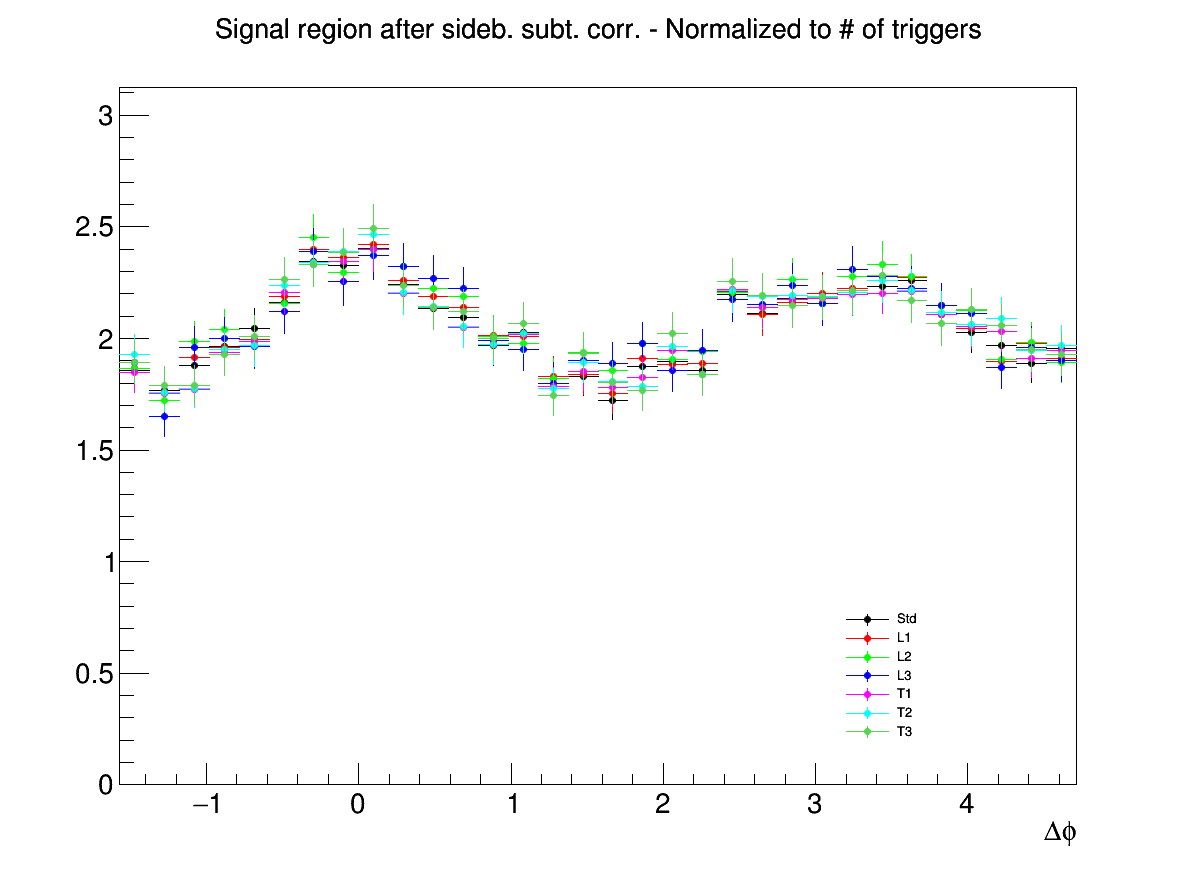 Signal region after sideb. subt. corr. - Normalized to # of triggers
3
2.5
2
1.5
1
0.5
0
Std
L1
L2
L3
T1
T2
T3
−1 0 1 2 3 4
Δϕ